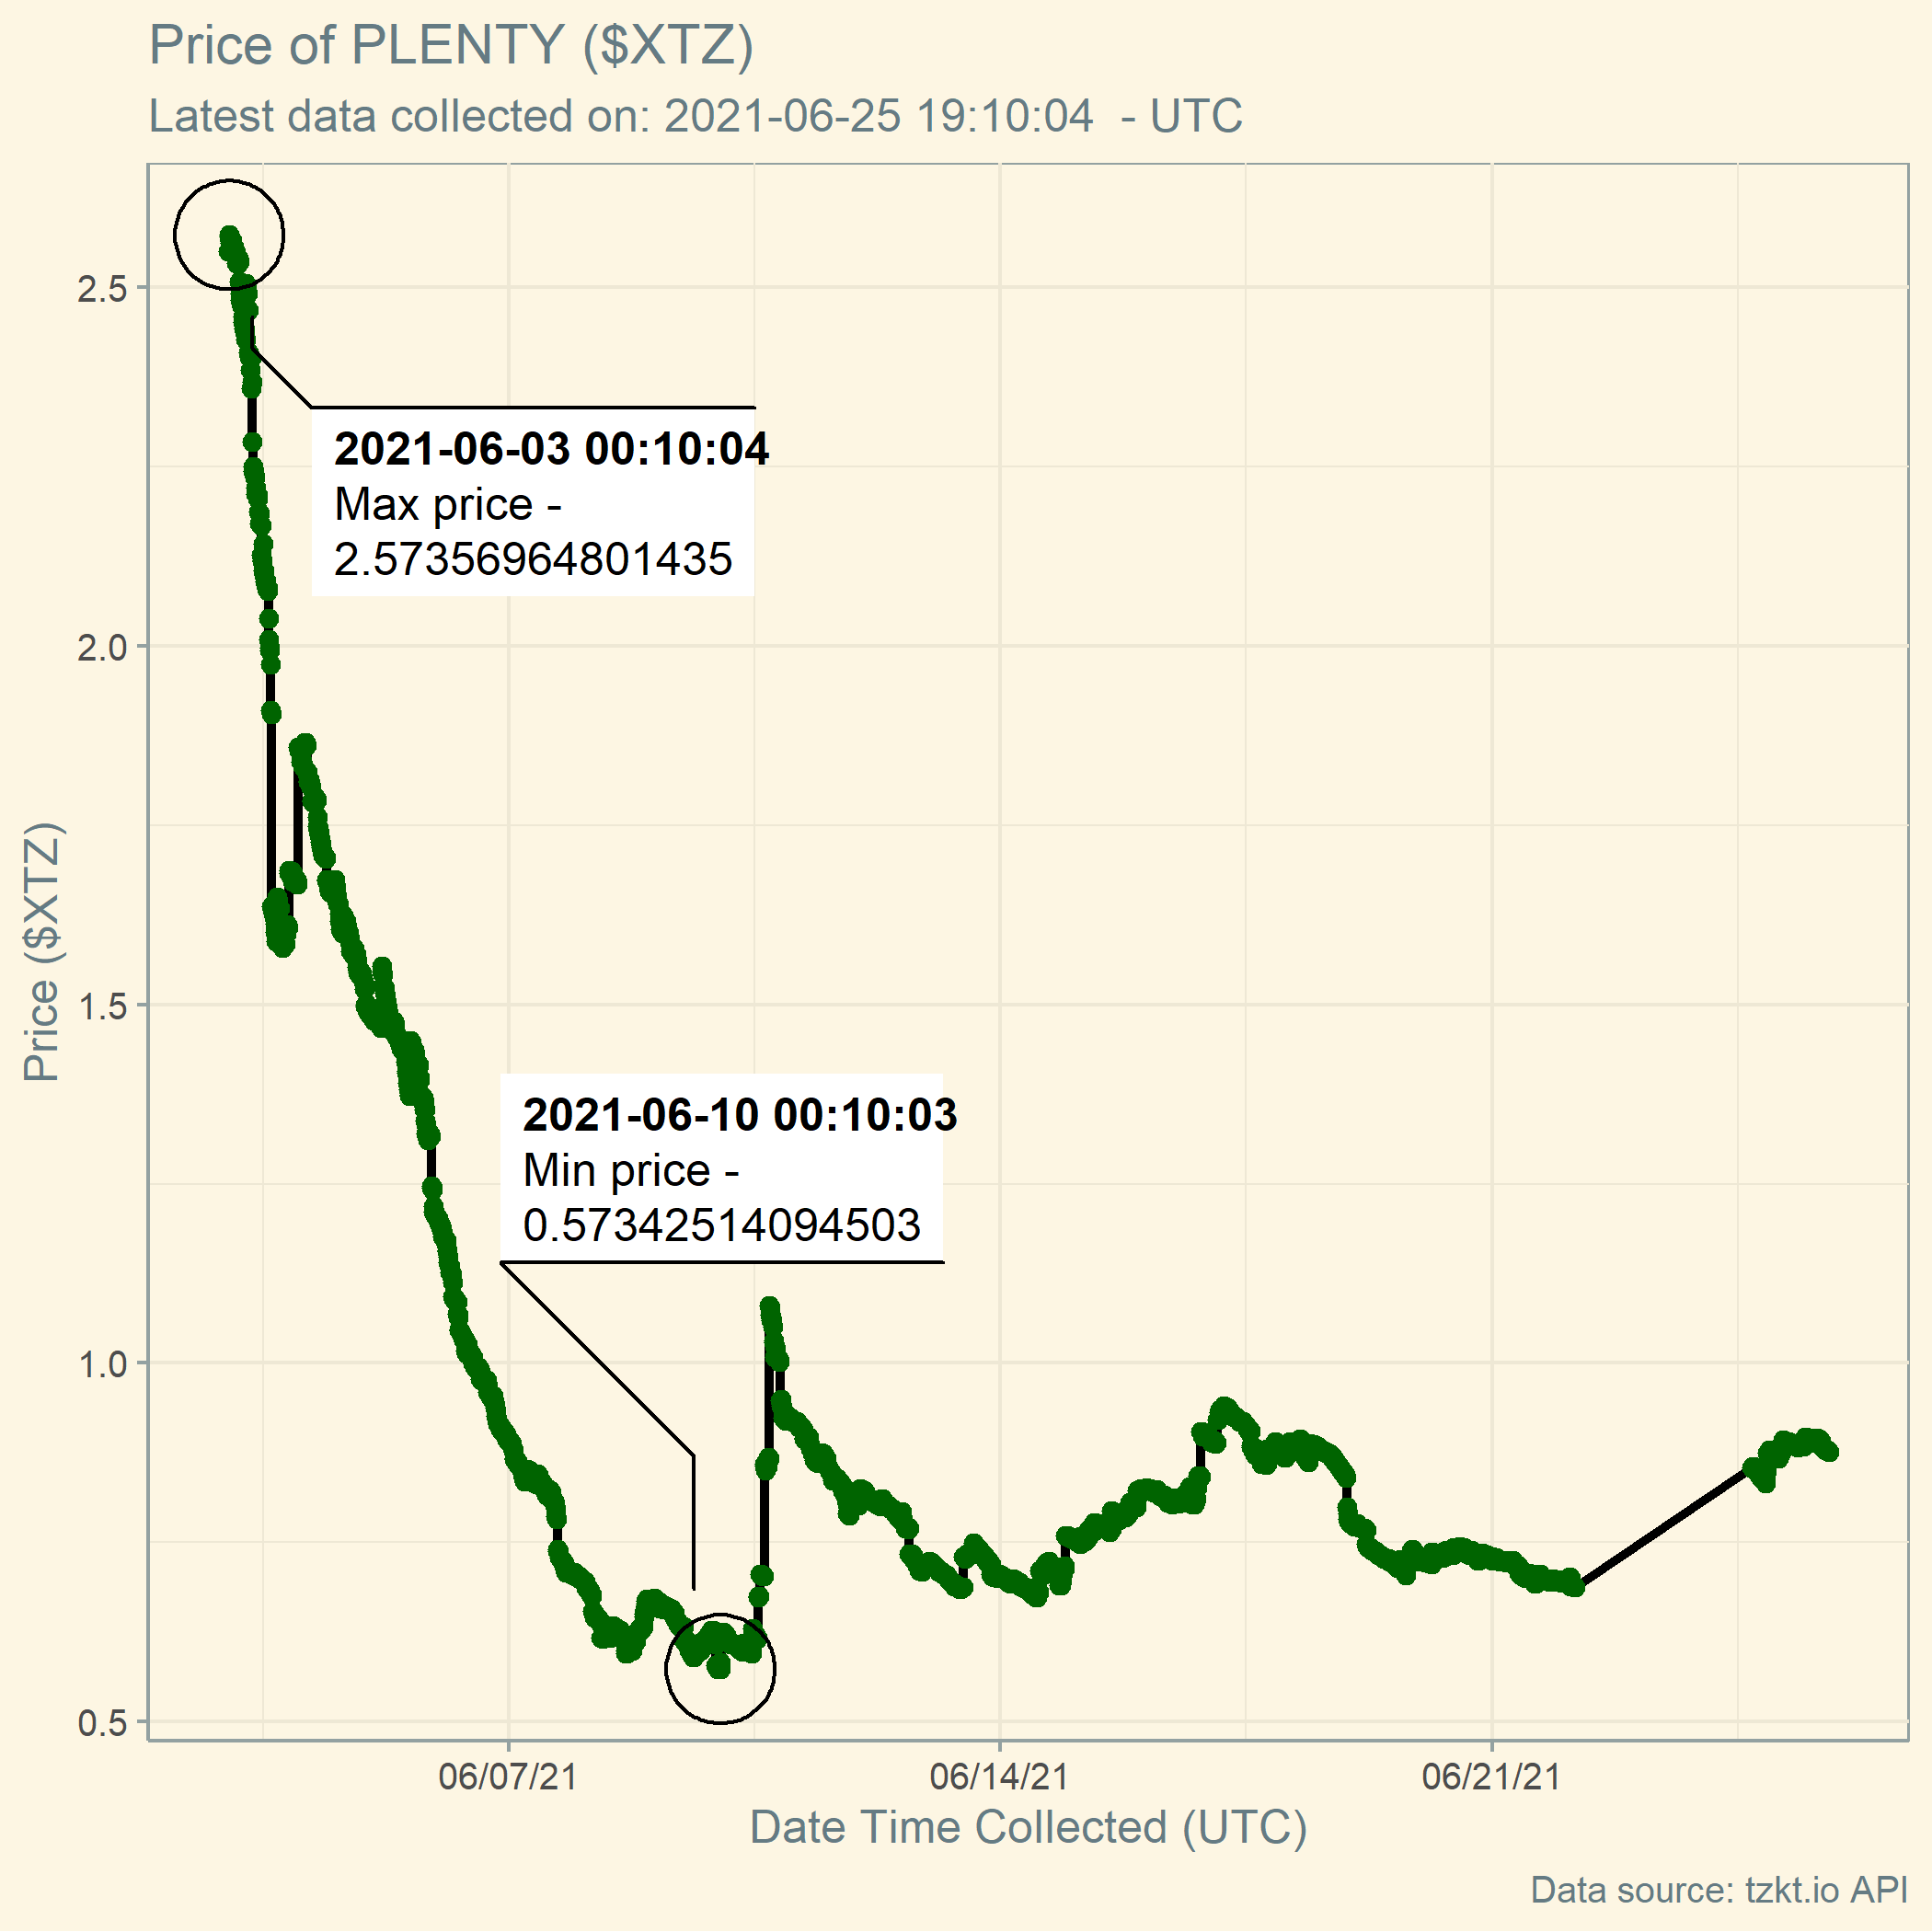 Price of PLENTY ($XTZ)
Latest data collected on: 2021-06-25 19:10:04  - UTC
2.5
2.0
1.5
1.0
0.5
Price ($XTZ)
2021-06-03 00:10:04
Max price -
2.57356964801435
2021-06-10 00:10:03
Min price -
0.57342514094503
06/07/21
06/14/21
06/21/21
Date Time Collected (UTC)
Data source: tzkt.io API